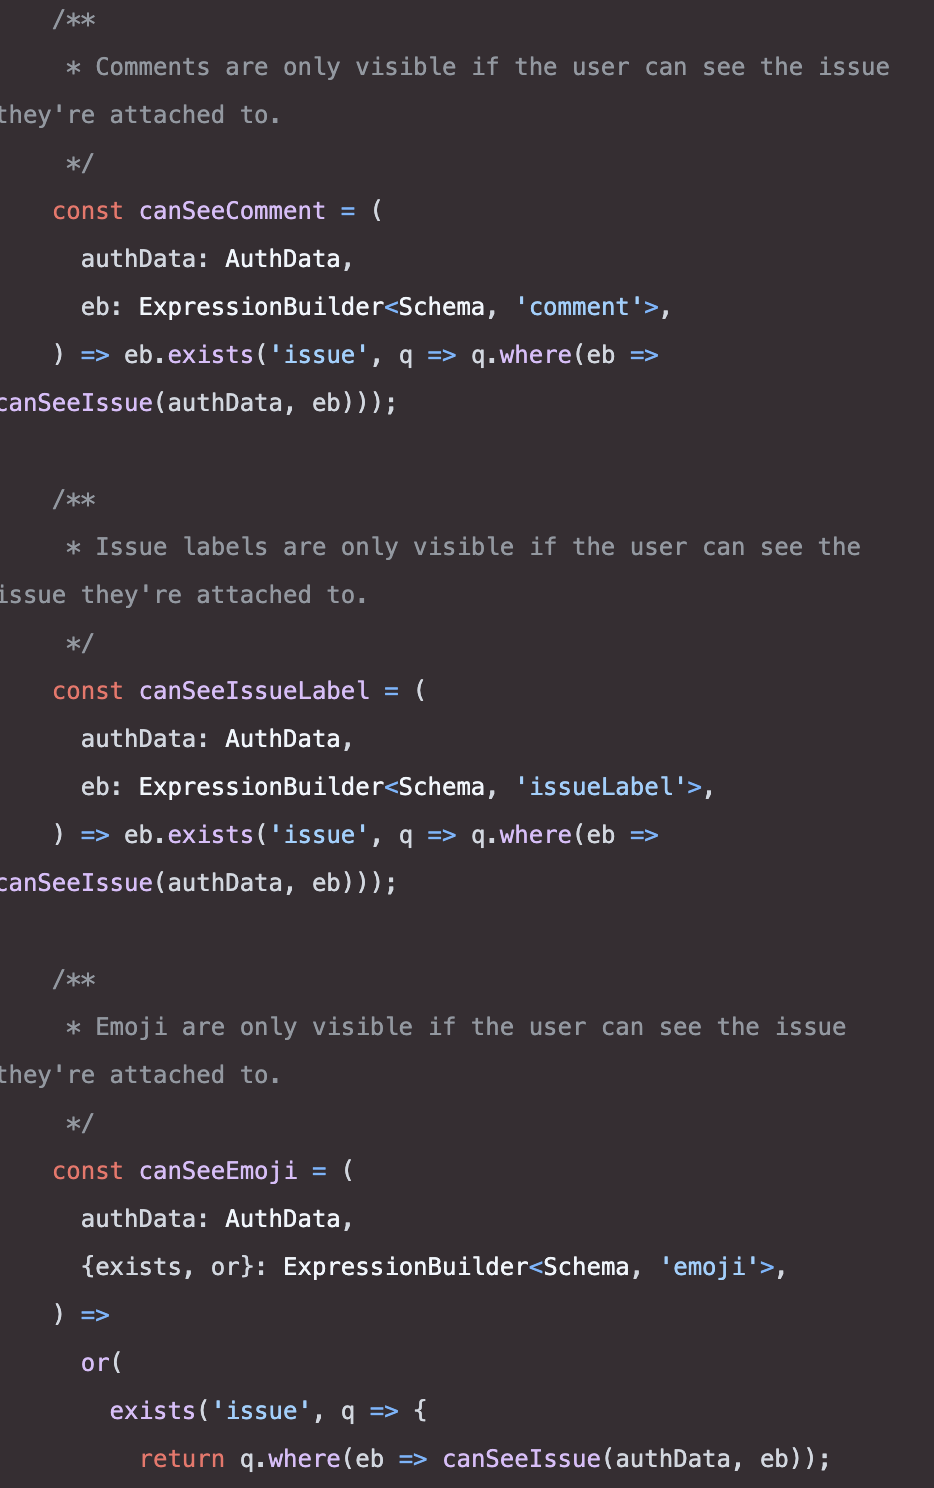 /**
* Comments are only visible if the user can see the issue
they're attached to.
*/
const canSeeComment = (
authData: AuthData,
eb: ExpressionBuilder<Schema, 'comment'>,
) => eb.exists('issue', q => q.where(eb =>
canSeeIssue(authData, eb)));
/**
* Issue labels are only visible if the user can see the
issue they're attached to.
*/
const canSeeIssueLabel = (
authData: AuthData,
eb: ExpressionBuilder<Schema, 'issueLabel'>,
) => eb.exists('issue', q => q.where(eb =>
canSeeIssue(authData, eb)));
/**
* Emoji are only visible if the user can see the issue
they're attached to.
*/
const canSeeEmoji = (
authData: AuthData,
{exists, or}: ExpressionBuilder<Schema, 'emoji'>,
) =>
or(
exists('issue', q => {
return q.where(eb => canSeeIssue(authData, eb));